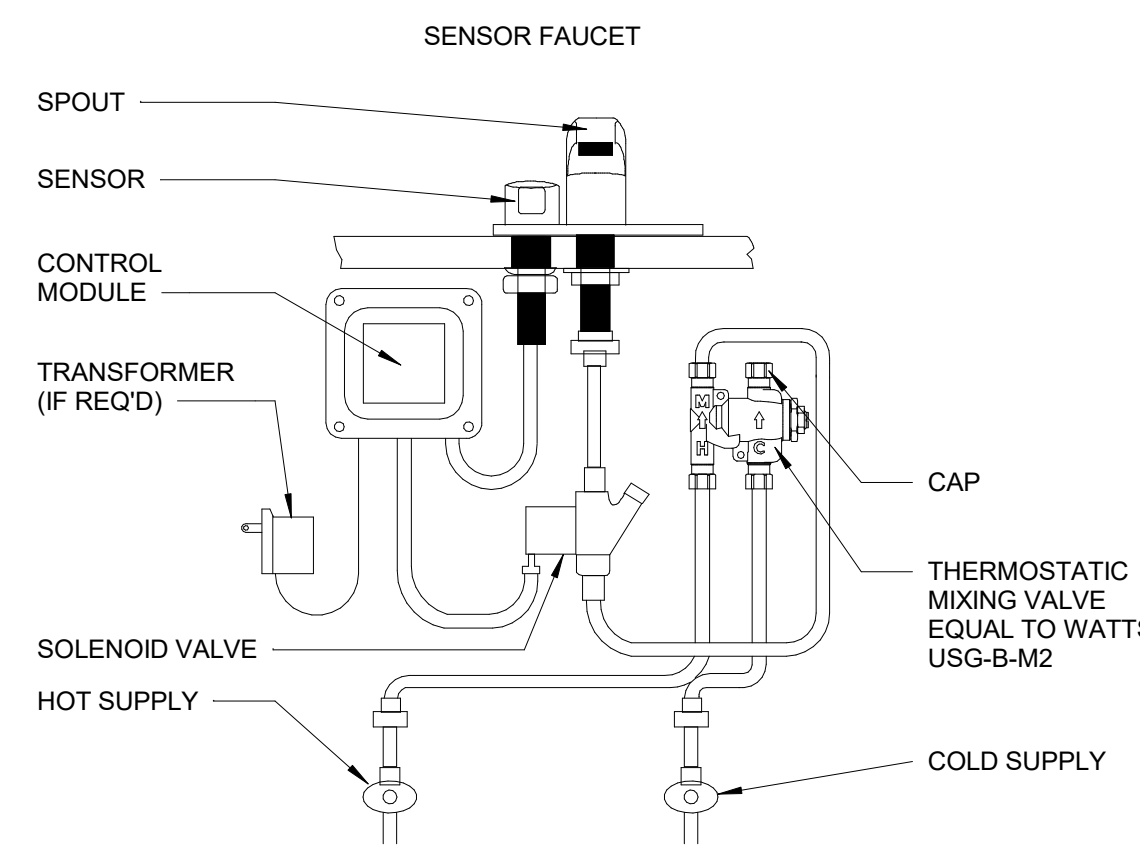 SENSOR FAUCET
SPOUT
SENSOR
CONTROL
MODULE
TRANSFORMER
(IF REQ'D)
SOLENOID VALVE
HOT SUPPLY
M
H
C
CAP
THERMOSTATIC
MIXING VALVE
EQUAL TO WATTS
USG-B-M2
COLD SUPPLY